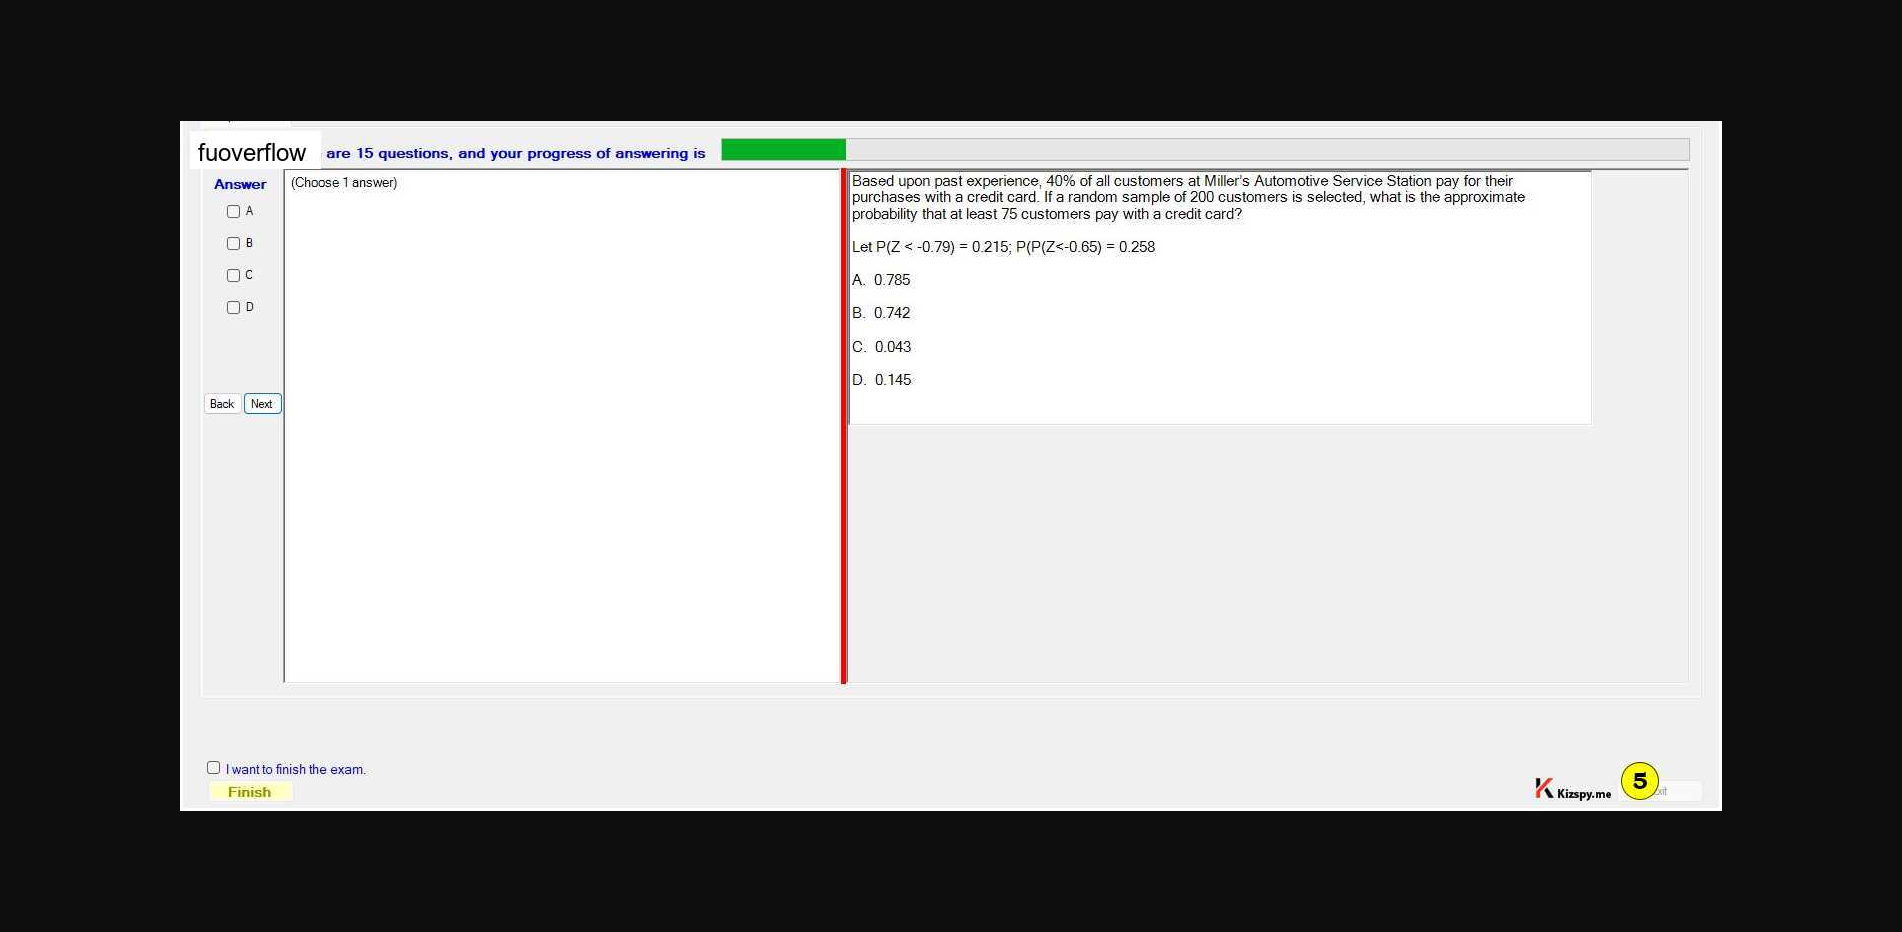 fuoverflow are 15 questions, and your progress of answering is
Answer
A
B
C
D
Back Next
(Choose 1 answer)
Based upon past experience, 40% of all customers at Miller's Automotive Service Station pay for their
purchases with a credit card. If a random sample of 200 customers is selected, what is the approximate
probability that at least 75 customers pay with a credit card?
Let P(Z < -0.79) = 0.215; P(P(Z<-0.65) = 0.258
A. 0.785
B. 0.742
C. 0.043
D. 0.145
I want to finish the exam.
Finish
Kizspy.me
5